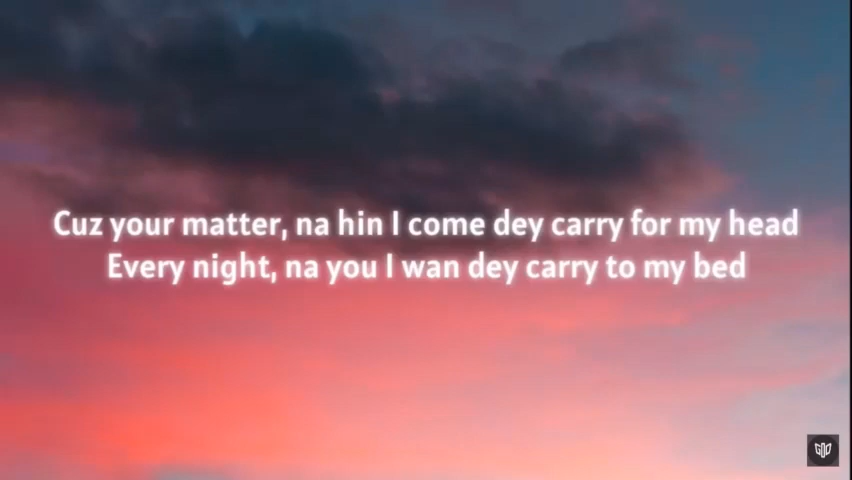 Cuz your matter, na hin I come dey carry for my head
Every night, na you I wan dey carry to my bed